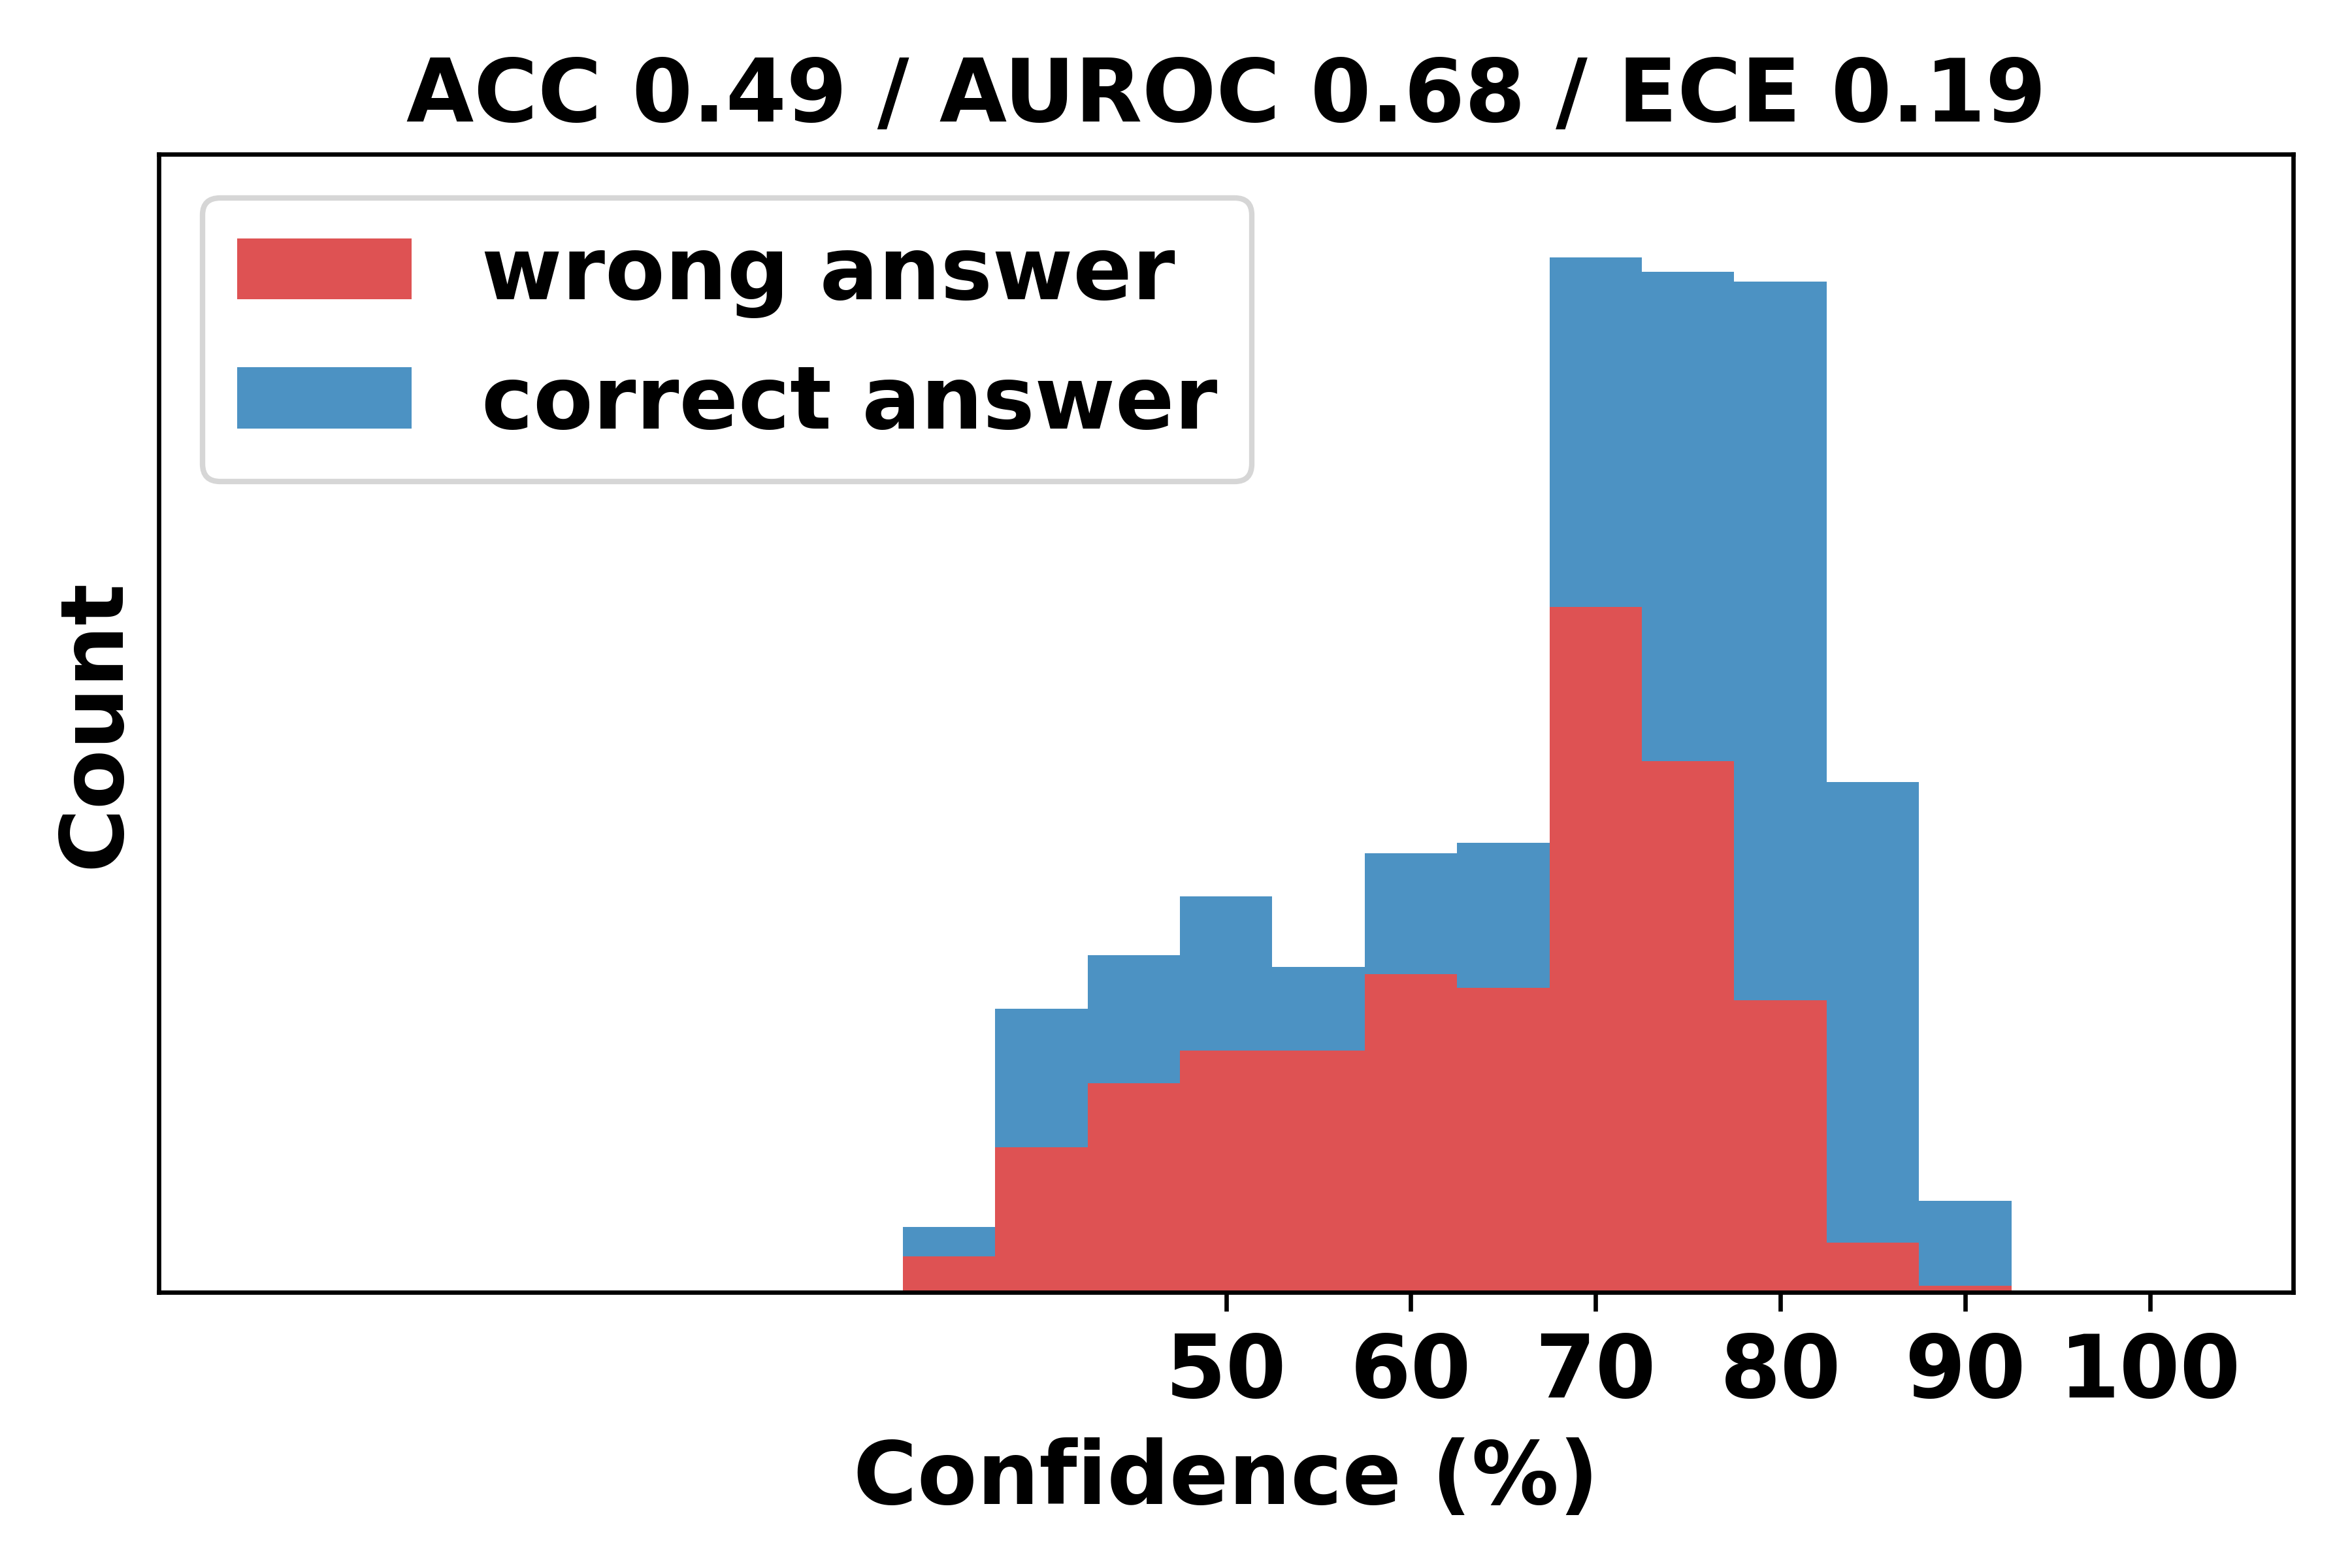 ACC 0.49 / AUROC 0.68 / ECE 0.19
wrong answer
correct answer
Count
50 60 70 80 90 100
Confidence (%)